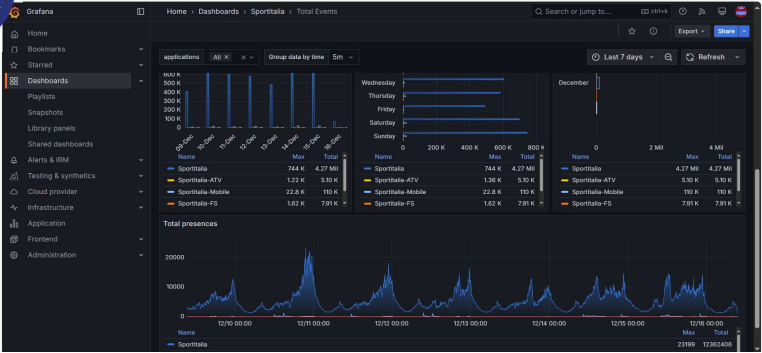 Grafana
Home > Dashboards > Sportitalia > Total Events
Search or jump to...
ctrl+k
Export
Share
Home
Bookmarks
Starred
Dashboards
Playlists
Snapshots
Library panels
Shared dashboards
Alerts & IRM
Testing & synthetics
Cloud provider
Infrastructure
Application
Frontend
Administration
applications
All ×
Group data by time
5m
Last 7 days
Refresh
600 K
500 K
400 K
300 K
200 K
100 K
0
09-Dec
10-Dec
11-Dec
12-Dec
13-Dec
14-Dec
15-Dec
16-Dec
Name Max Total
Sportitalia 744 K 4.27 Mil
Sportitalia-ATV 1.22 K 5.10 K
Sportitalia-Mobile 22.8 K 110 K
Sportitalia-FS 1.62 K 7.91 K
Wednesday
Thursday
Friday
Saturday
Sunday
0 200 K 400 K 600 K 800 K
Name Max Total
Sportitalia 744 K 4.27 Mil
Sportitalia-ATV 1.36 K 5.10 K
Sportitalia-Mobile 22.8 K 110 K
Sportitalia-FS 1.62 K 7.91 K
December
0 2 Mil 4 Mil
Name Max Total
Sportitalia 4.27 Mil 4.27 Mil
Sportitalia-ATV 5.10 K 5.10 K
Sportitalia-Mobile 110 K 110 K
Sportitalia-FS 7.91 K 7.91 K
Total presences
20000
10000
0
12/10 00:00
12/11 00:00
12/12 00:00
12/13 00:00
12/14 00:00
12/15 00:00
12/16 00:00
Name Max Total
Sportitalia 23199 12362406